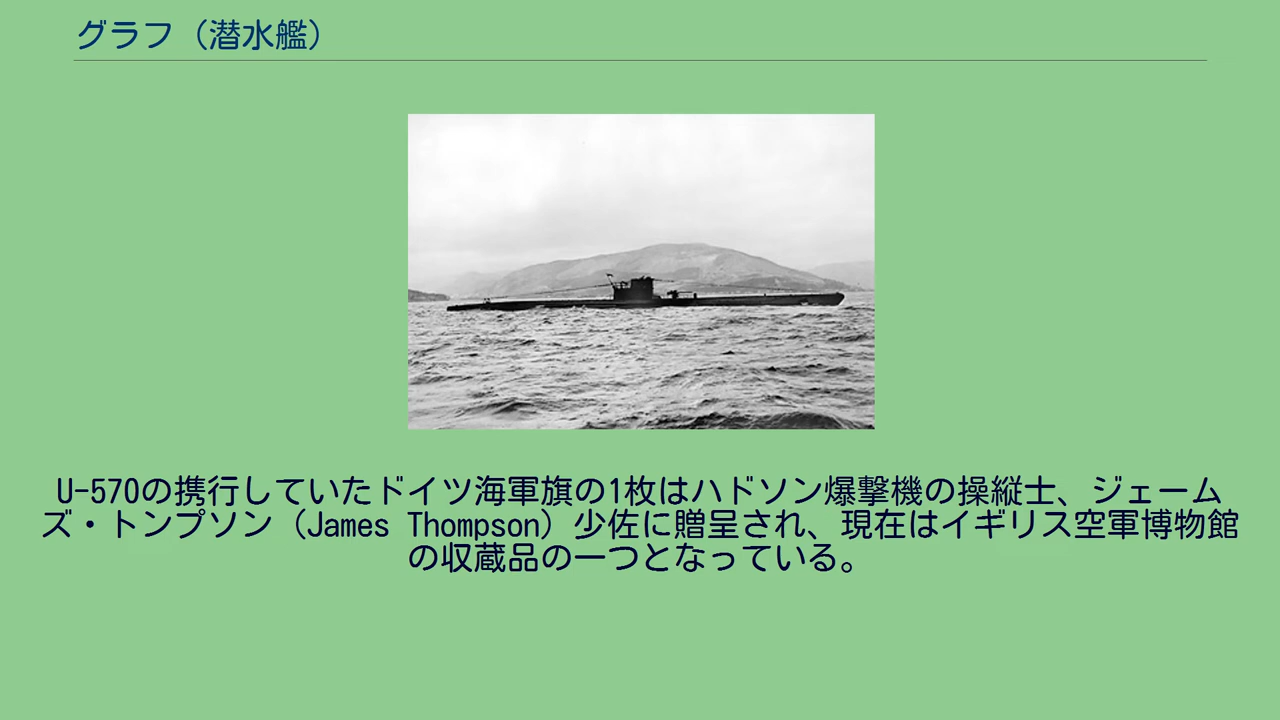 グラフ（潜水艦）
U-570の携行していたドイツ海軍旗の1枚はハドソン爆撃機の操縦士、ジェーム
ズ・トンプソン（James Thompson）少佐に贈呈され、現在はイギリス空軍博物館
の収蔵品の一つとなっている。